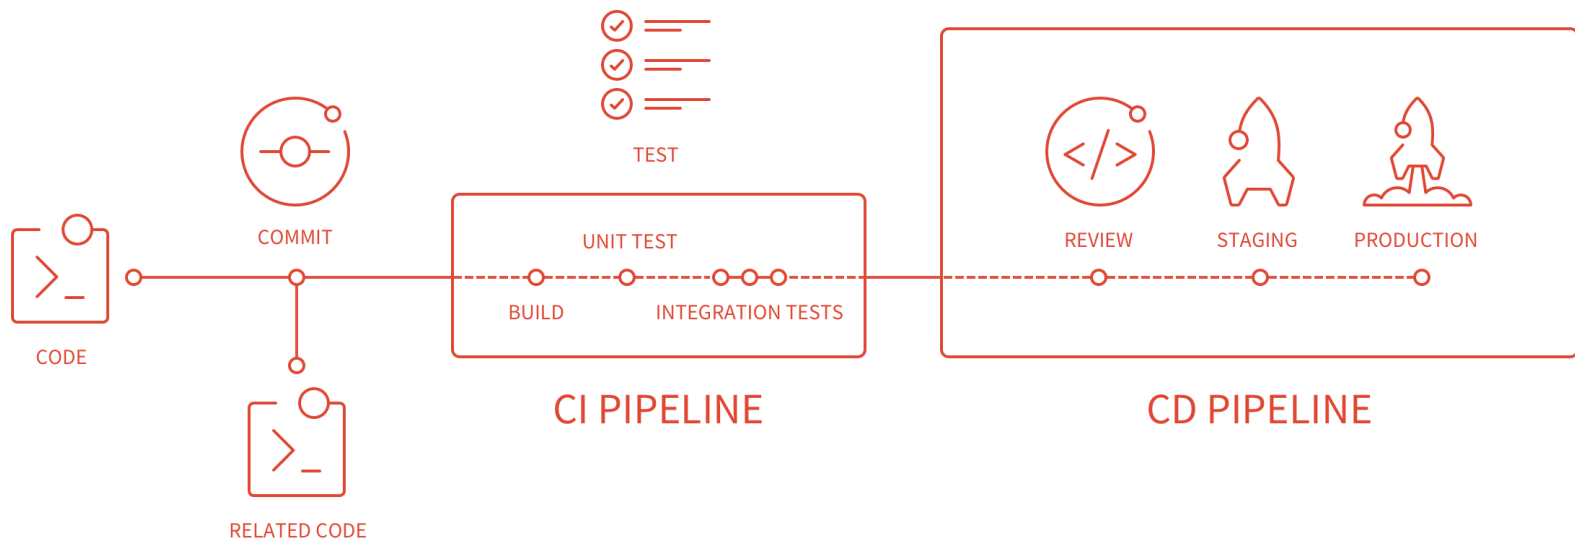 TEST
COMMIT
UNIT TEST
REVIEW
STAGING
PRODUCTION
BUILD
INTEGRATION TESTS
CODE
CI PIPELINE
CD PIPELINE
RELATED CODE